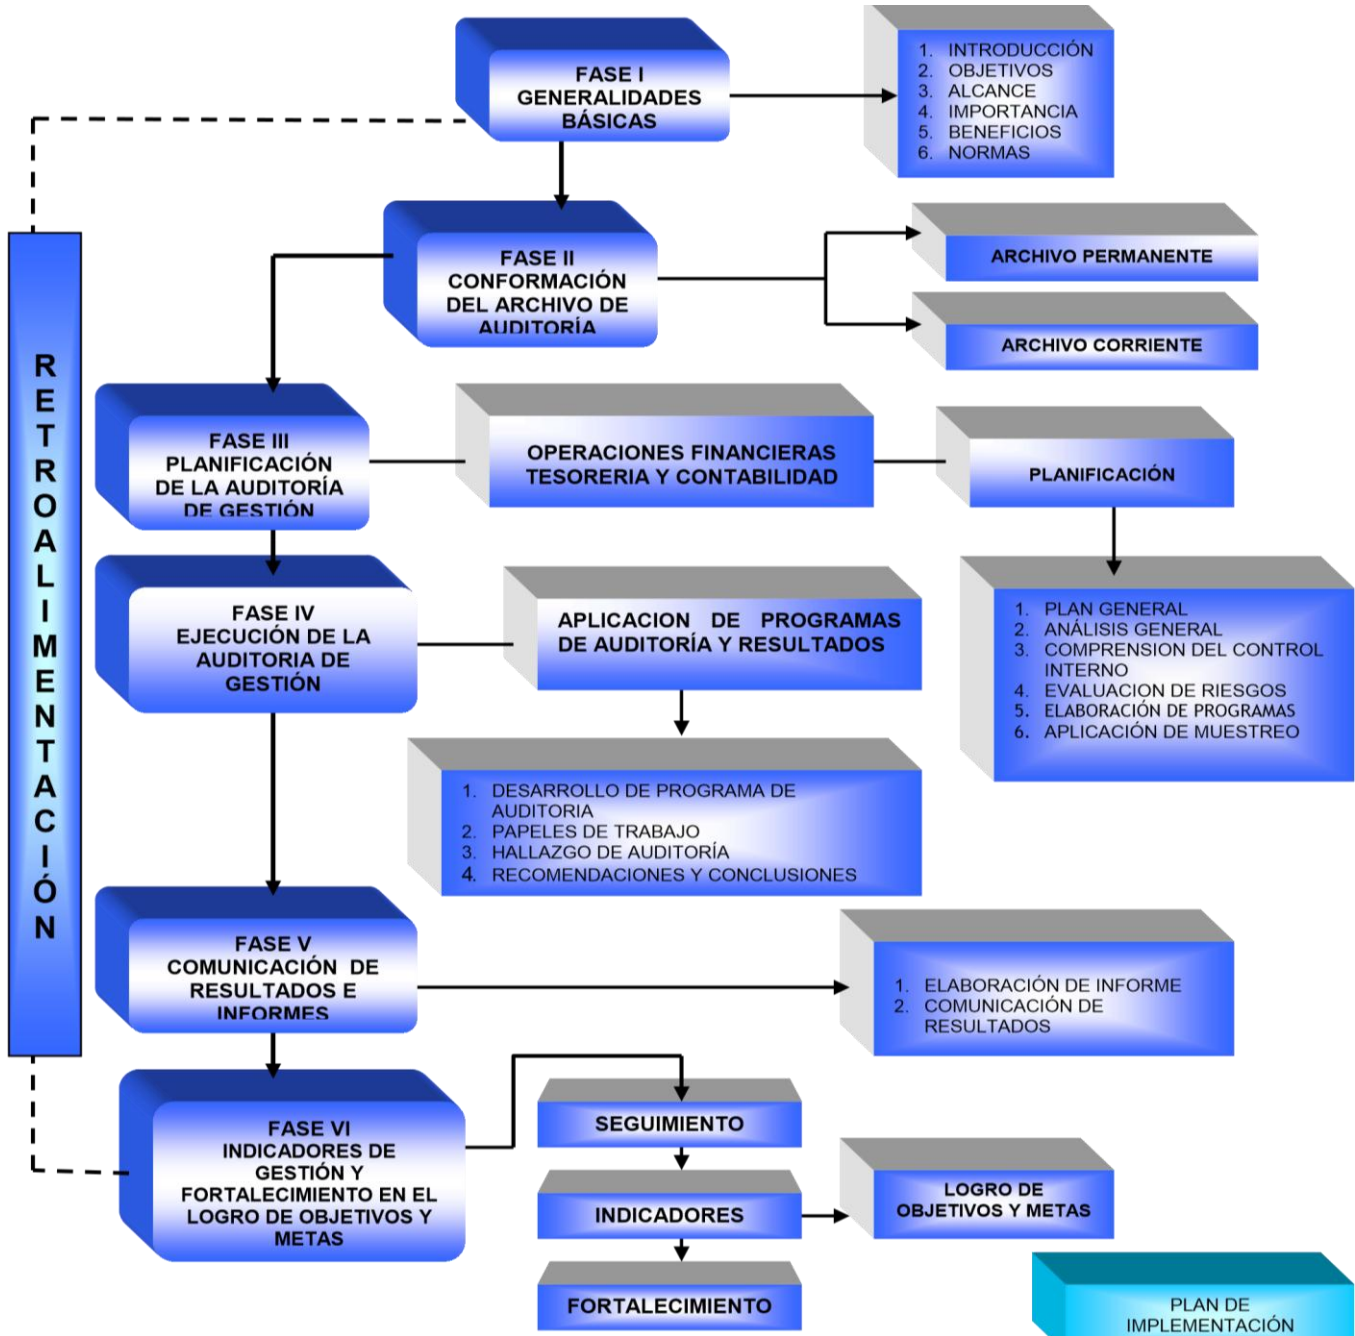 FASE I
GENERALIDADES
BÁSICAS
1. INTRODUCCIÓN
2. OBJETIVOS
3. ALCANCE
4. IMPORTANCIA
5. BENEFICIOS
6. NORMAS
FASE II
CONFORMACIÓN
DEL ARCHIVO DE
AUDITORÍA
ARCHIVO PERMANENTE
ARCHIVO CORRIENTE
RETROALIMENTACIÓN
FASE III
PLANIFICACIÓN
DE LA AUDITORÍA
DE GESTIÓN
OPERACIONES FINANCIERAS
TESORERIA Y CONTABILIDAD
PLANIFICACIÓN
1. PLAN GENERAL
2. ANÁLISIS GENERAL
3. COMPRENSION DEL CONTROL
INTERNO
4. EVALUACION DE RIESGOS
5. ELABORACIÓN DE PROGRAMAS
6. APLICACIÓN DE MUESTREO
FASE IV
EJECUCIÓN DE LA
AUDITORIA DE
GESTIÓN
APLICACION DE PROGRAMAS
DE AUDITORÍA Y RESULTADOS
1. DESARROLLO DE PROGRAMA DE
AUDITORIA
2. PAPELES DE TRABAJO
3. HALLAZGO DE AUDITORÍA
4. RECOMENDACIONES Y CONCLUSIONES
FASE V
COMUNICACIÓN DE
RESULTADOS E
INFORMES
1. ELABORACIÓN DE INFORME
2. COMUNICACIÓN DE
RESULTADOS
FASE VI
INDICADORES DE
GESTIÓN Y
FORTALECIMIENTO EN EL
LOGRO DE OBJETIVOS Y
METAS
SEGUIMIENTO
INDICADORES
LOGRO DE
OBJETIVOS Y METAS
FORTALECIMIENTO
PLAN DE
IMPLEMENTACIÓN